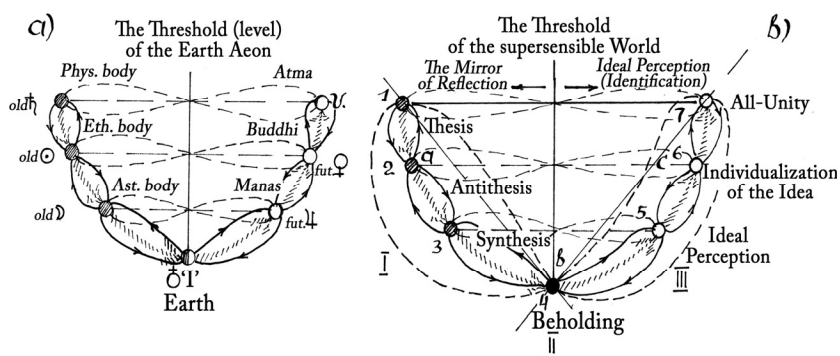 a)
The Threshold (level)
of the Earth Aeon
Phys. body
Atma
old ♄
Eth. body
Buddhi
old ☉
fut. ♀
Ast. body
Manas
old ☽
fut. ♃
'I'
Earth
b)
The Threshold
of the supersensible World
The Mirror
of Reflection
Ideal Perception
(Identification)
1
7
All-Unity
Thesis
2
a
c
6
Individualization
of the Idea
Antithesis
3
Synthesis
5
Ideal
Perception
I
b
III
4
Beholding
II